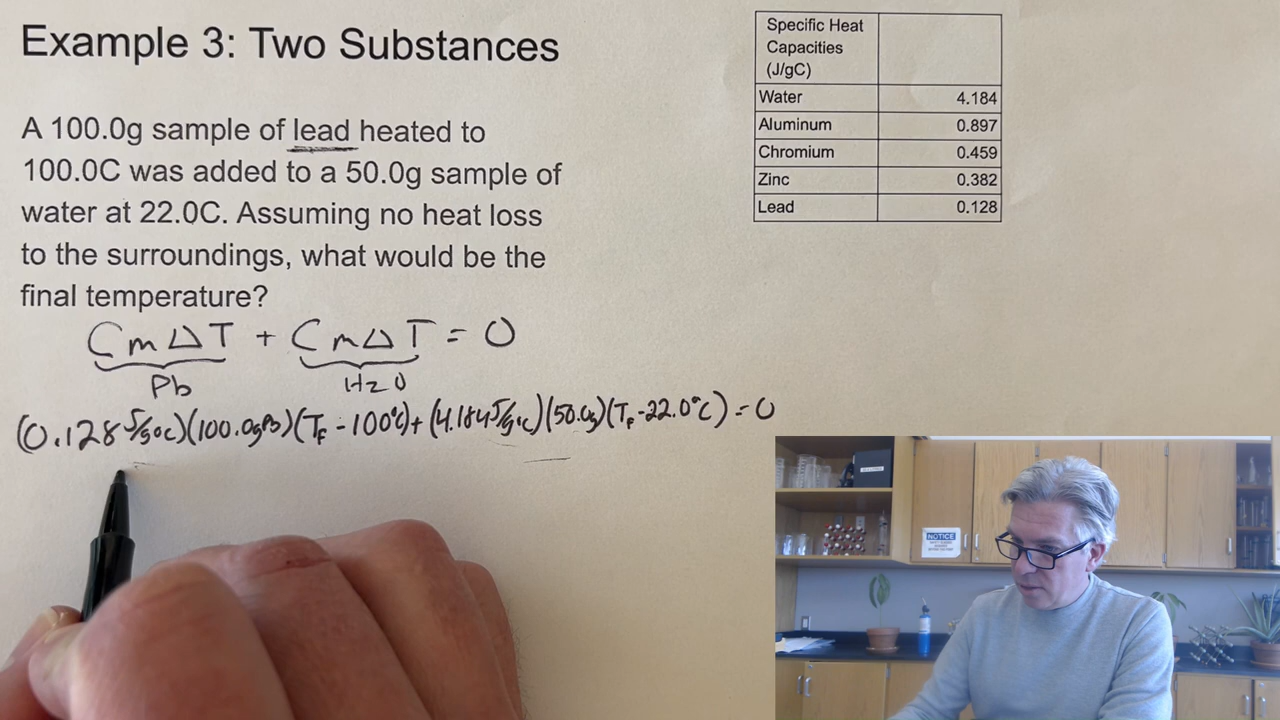 Example 3: Two Substances
A 100.0g sample of lead heated to
100.0C was added to a 50.0g sample of
water at 22.0C. Assuming no heat loss
to the surroundings, what would be the
final temperature?
CmΔT + CmΔT = 0
Pb H2O
(0.128 J/g°C)(100.0gPb)(TF - 100°C) + (4.184 J/g°C)(50.0g)(TF - 22.0°C) = 0
Specific Heat
Capacities
(J/gC)
Water 4.184
Aluminum 0.897
Chromium 0.459
Zinc 0.382
Lead 0.128
NOTICE